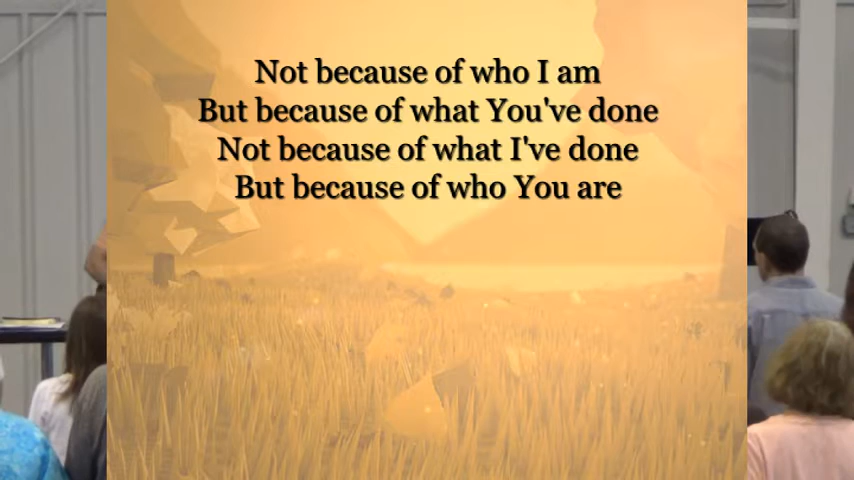 Not because of who I am
But because of what You've done
Not because of what I've done
But because of who You are